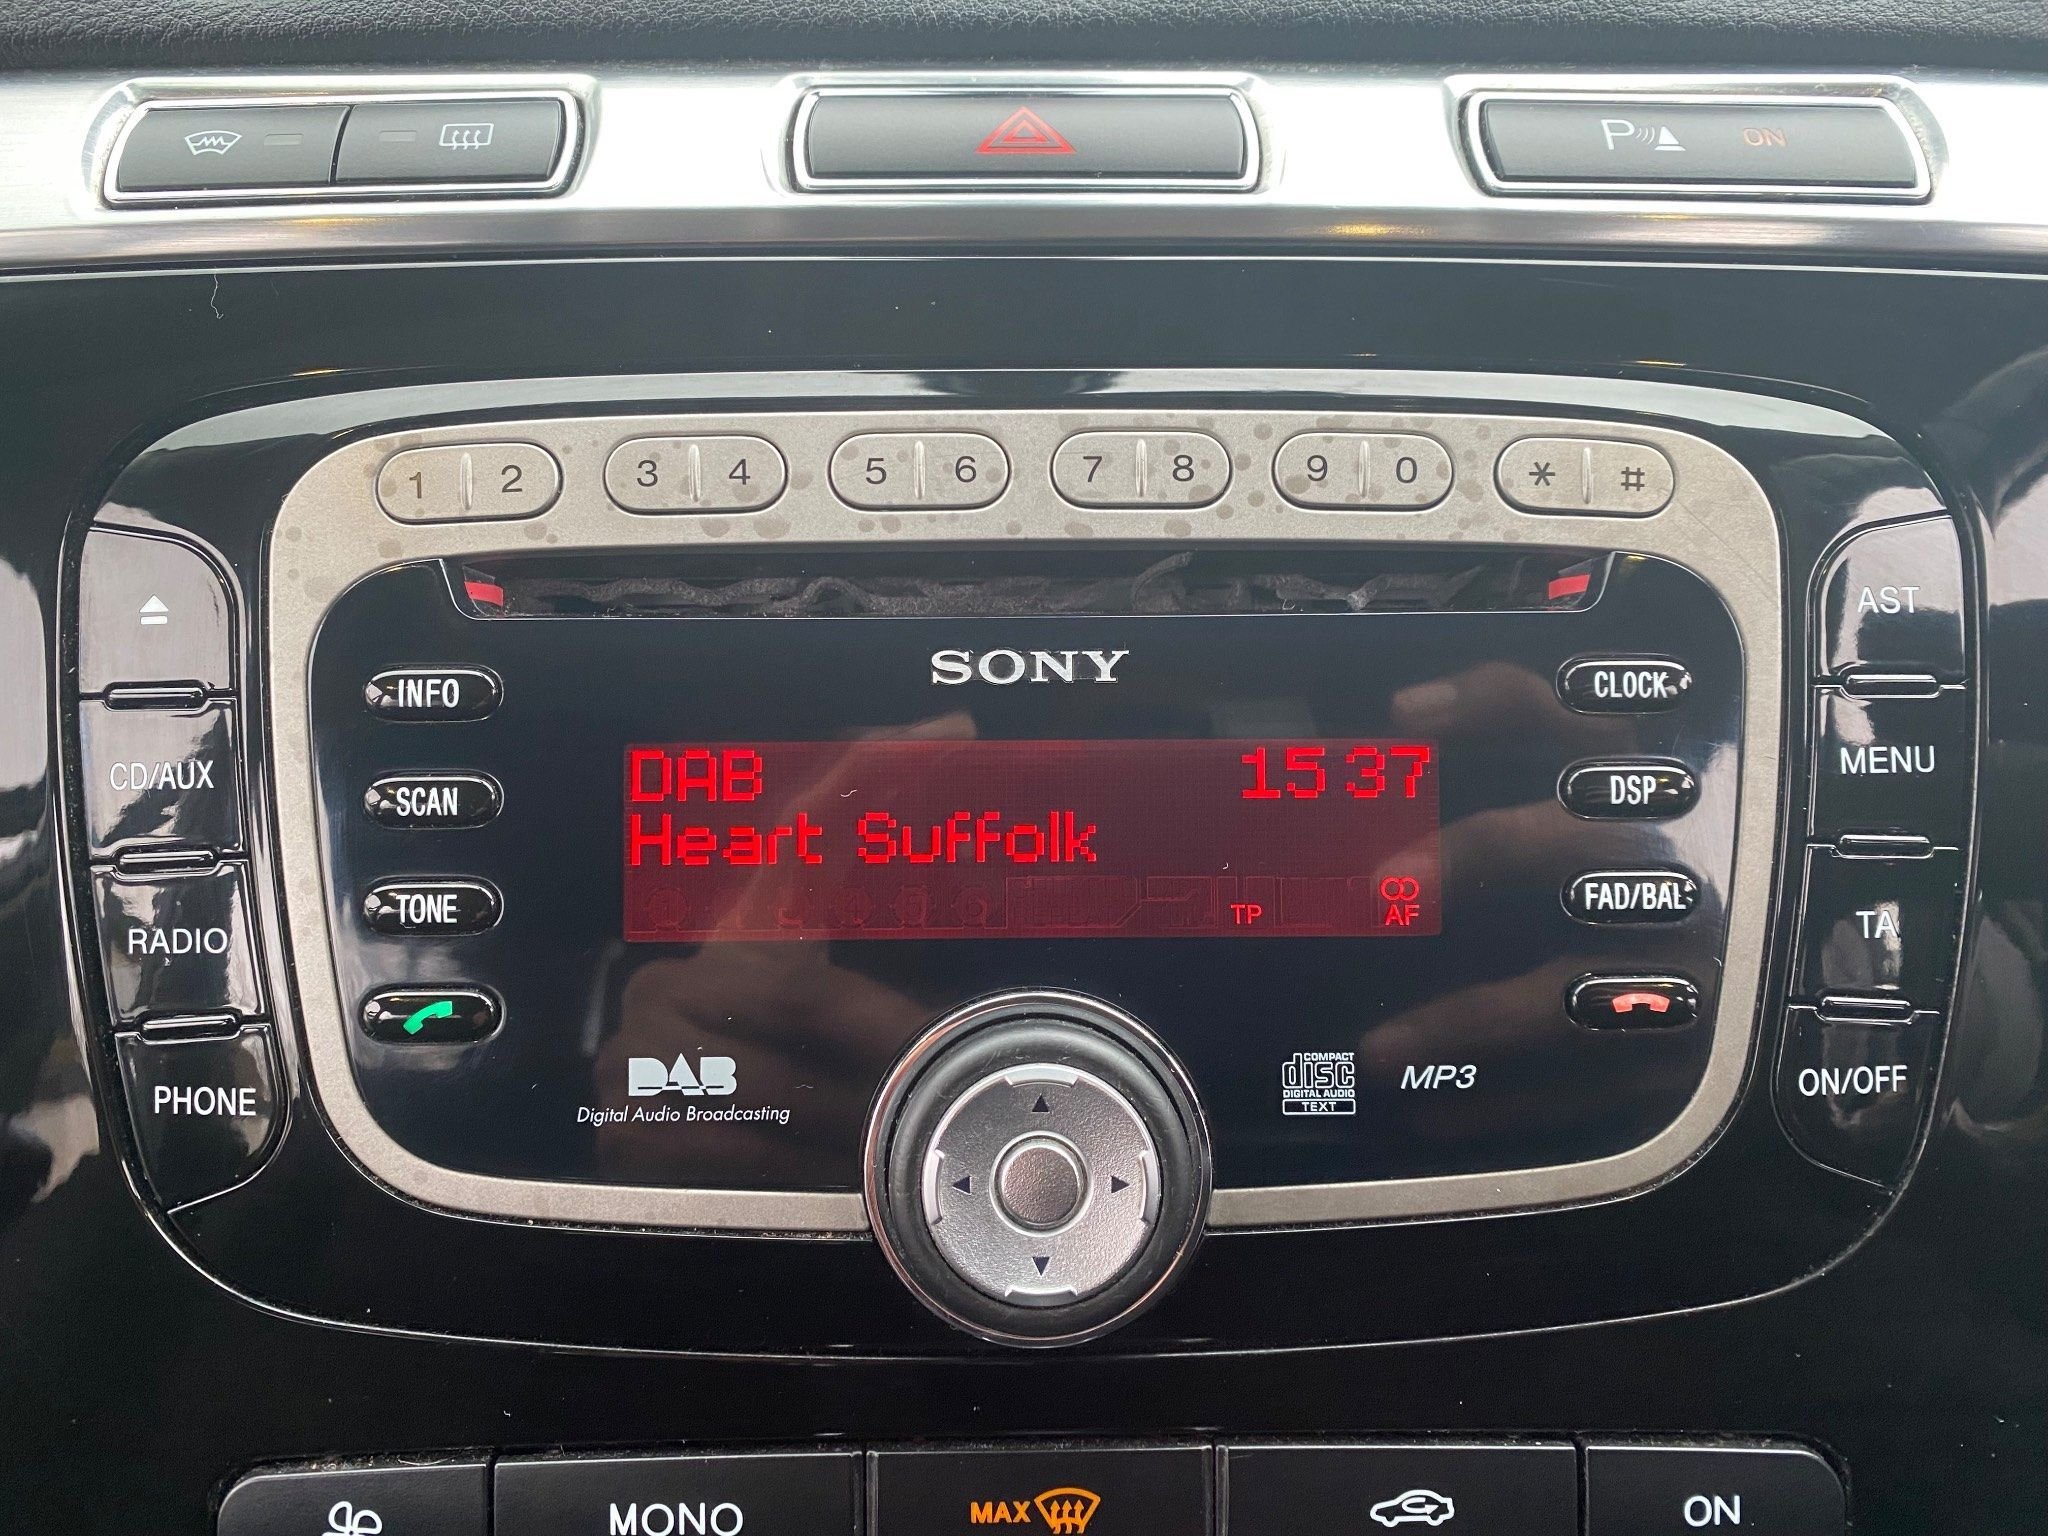 P ON
1 2 3 4 5 6 7 8 9 0 * #
SONY
INFO
SCAN
TONE
CD/AUX
RADIO
PHONE
DAB 15 37
Heart Suffolk
TP AF
CLOCK
DSP
FAD/BAL
AST
MENU
TA
ON/OFF
DAB
Digital Audio Broadcasting
COMPACT
disc
DIGITAL AUDIO
TEXT
MP3
MONO
MAX
ON